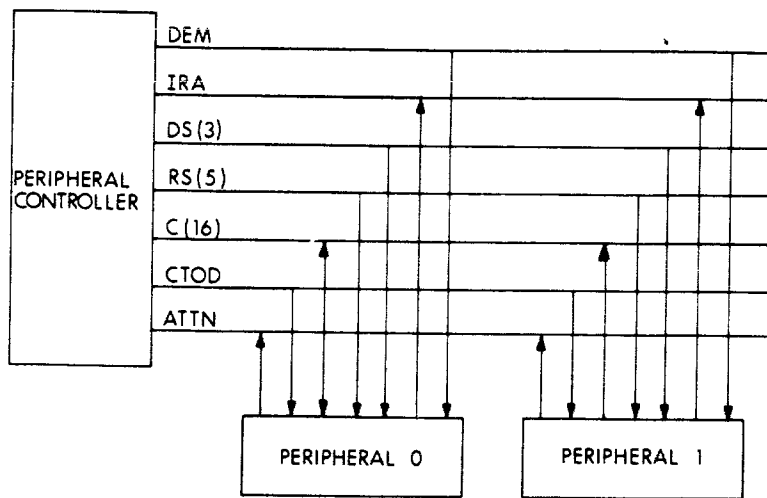 DEM
IRA
DS(3)
RS(5)
PERIPHERAL
CONTROLLER
C(16)
CTOD
ATTN
PERIPHERAL 0
PERIPHERAL 1